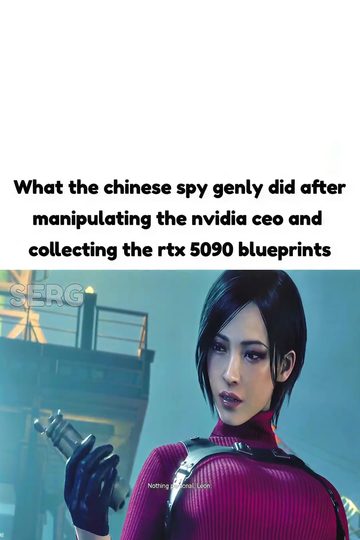 What the chinese spy genly did after
manipulating the nvidia ceo and
collecting the rtx 5090 blueprints
SERG
Nothing personal, Leon